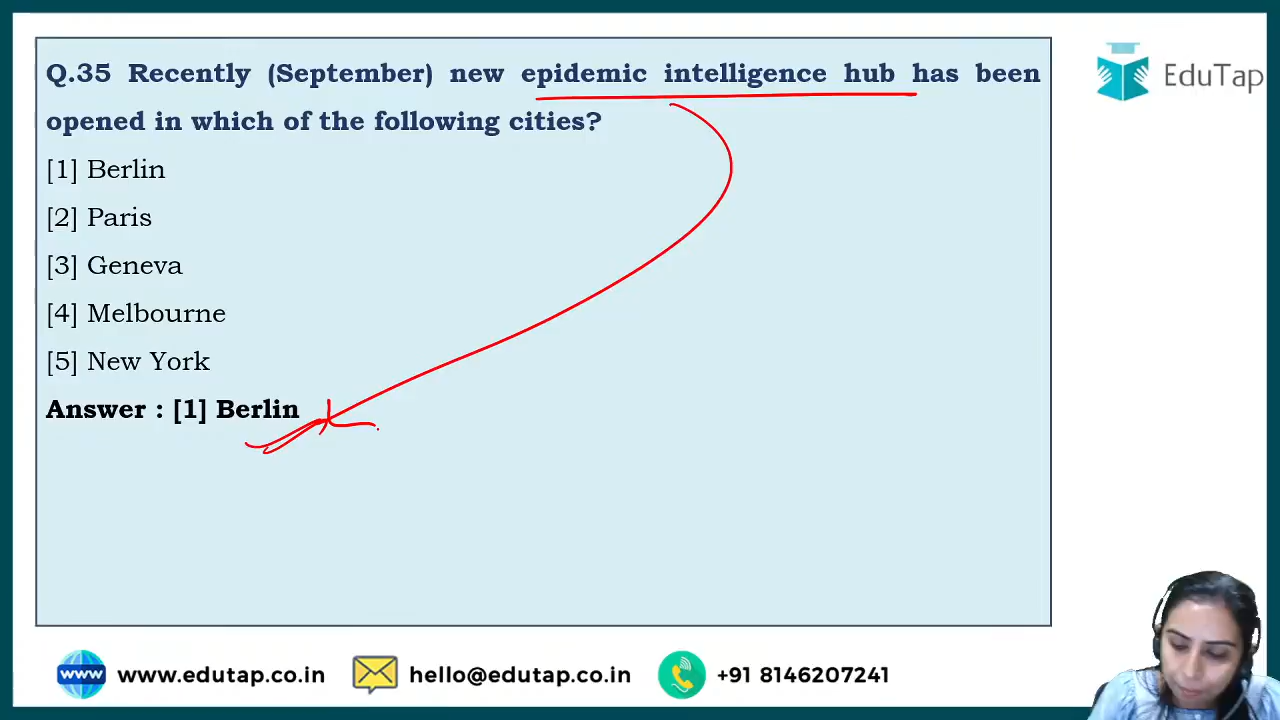 Q.35 Recently (September) new epidemic intelligence hub has been
opened in which of the following cities?
[1] Berlin
[2] Paris
[3] Geneva
[4] Melbourne
[5] New York
Answer : [1] Berlin
EduTap
www www.edutap.co.in hello@edutap.co.in +91 8146207241